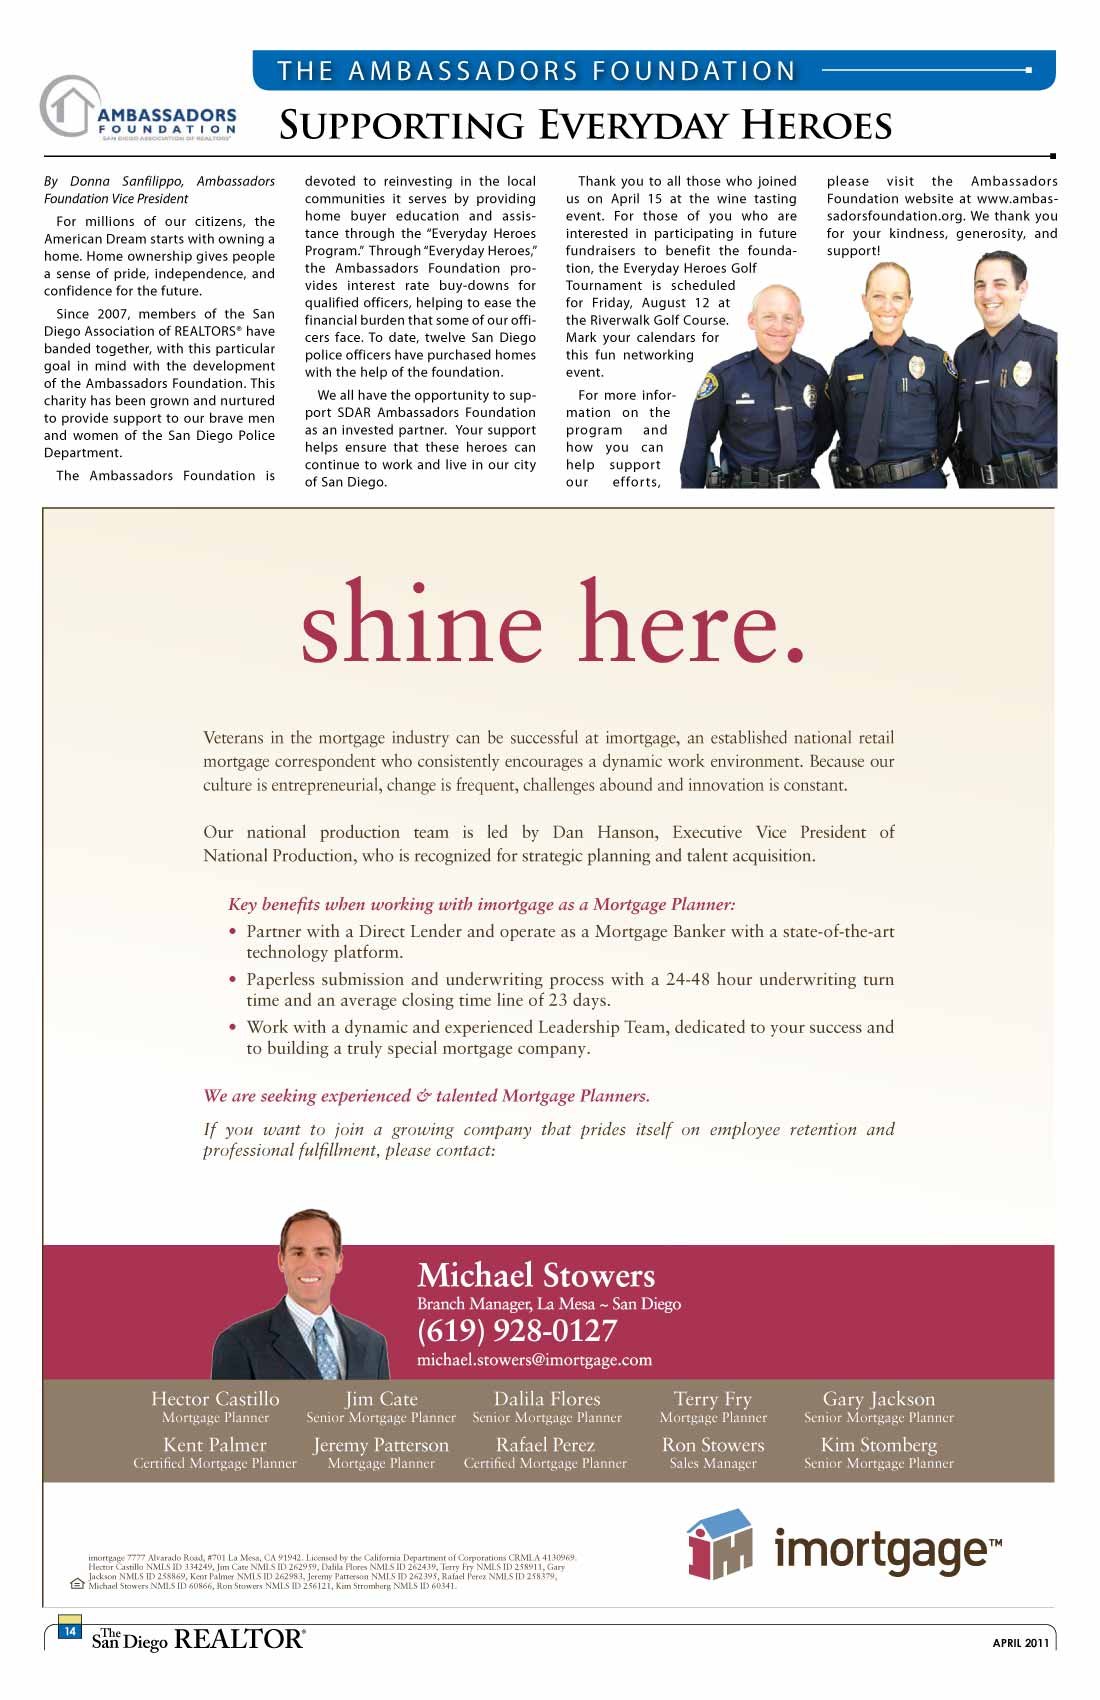 THE AMBASSADORS FOUNDATION
AMBASSADORS
FOUNDATION
SAN DIEGO ASSOCIATION OF REALTORS®
SUPPORTING EVERYDAY HEROES
By Donna Sanfilippo, Ambassadors
Foundation Vice President
For millions of our citizens, the
American Dream starts with owning a
home. Home ownership gives people
a sense of pride, independence, and
confidence for the future.
Since 2007, members of the San
Diego Association of REALTORS® have
banded together, with this particular
goal in mind with the development
of the Ambassadors Foundation. This
charity has been grown and nurtured
to provide support to our brave men
and women of the San Diego Police
Department.
The Ambassadors Foundation is
devoted to reinvesting in the local
communities it serves by providing
home buyer education and assis-
tance through the “Everyday Heroes
Program.” Through “Everyday Heroes,”
the Ambassadors Foundation pro-
vides interest rate buy-downs for
qualified officers, helping to ease the
financial burden that some of our offi-
cers face. To date, twelve San Diego
police officers have purchased homes
with the help of the foundation.
We all have the opportunity to sup-
port SDAR Ambassadors Foundation
as an invested partner. Your support
helps ensure that these heroes can
continue to work and live in our city
of San Diego.
Thank you to all those who joined
us on April 15 at the wine tasting
event. For those of you who are
interested in participating in future
fundraisers to benefit the founda-
tion, the Everyday Heroes Golf
Tournament is scheduled
for Friday, August 12 at
the Riverwalk Golf Course.
Mark your calendars for
this fun networking
event.
For more infor-
mation on the
program and
how you can
help support
our efforts,
please visit the Ambassadors
Foundation website at www.ambas-
sadorsfoundation.org. We thank you
for your kindness, generosity, and
support!
shine here.
Veterans in the mortgage industry can be successful at imortgage, an established national retail
mortgage correspondent who consistently encourages a dynamic work environment. Because our
culture is entrepreneurial, change is frequent, challenges abound and innovation is constant.
Our national production team is led by Dan Hanson, Executive Vice President of
National Production, who is recognized for strategic planning and talent acquisition.
Key benefits when working with imortgage as a Mortgage Planner:
• Partner with a Direct Lender and operate as a Mortgage Banker with a state-of-the-art
technology platform.
• Paperless submission and underwriting process with a 24-48 hour underwriting turn
time and an average closing time line of 23 days.
• Work with a dynamic and experienced Leadership Team, dedicated to your success and
to building a truly special mortgage company.
We are seeking experienced & talented Mortgage Planners.
If you want to join a growing company that prides itself on employee retention and
professional fulfillment, please contact:
Michael Stowers
Branch Manager, La Mesa ~ San Diego
(619) 928-0127
michael.stowers@imortgage.com
Hector Castillo Jim Cate Dalila Flores Terry Fry Gary Jackson
Mortgage Planner Senior Mortgage Planner Senior Mortgage Planner Mortgage Planner Senior Mortgage Planner
Kent Palmer Jeremy Patterson Rafael Perez Ron Stowers Kim Stomberg
Certified Mortgage Planner Mortgage Planner Certified Mortgage Planner Sales Manager Senior Mortgage Planner
imortgage 7777 Alvarado Road, #701 La Mesa, CA 91942. Licensed by the California Department of Corporations CRMLA 4130969.
Hector Castillo NMLS ID 334249, Jim Cate NMLS ID 262959, Dalila Flores NMLS ID 262439, Terry Fry NMLS ID 258911, Gary
Jackson NMLS ID 258869, Kent Palmer NMLS ID 262983, Jeremy Patterson NMLS ID 262395, Rafael Perez NMLS ID 258379,
Michael Stowers NMLS ID 60866, Ron Stowers NMLS ID 256121, Kim Stromberg NMLS ID 60341.
imortgage™
14
The San Diego REALTOR®
APRIL 2011